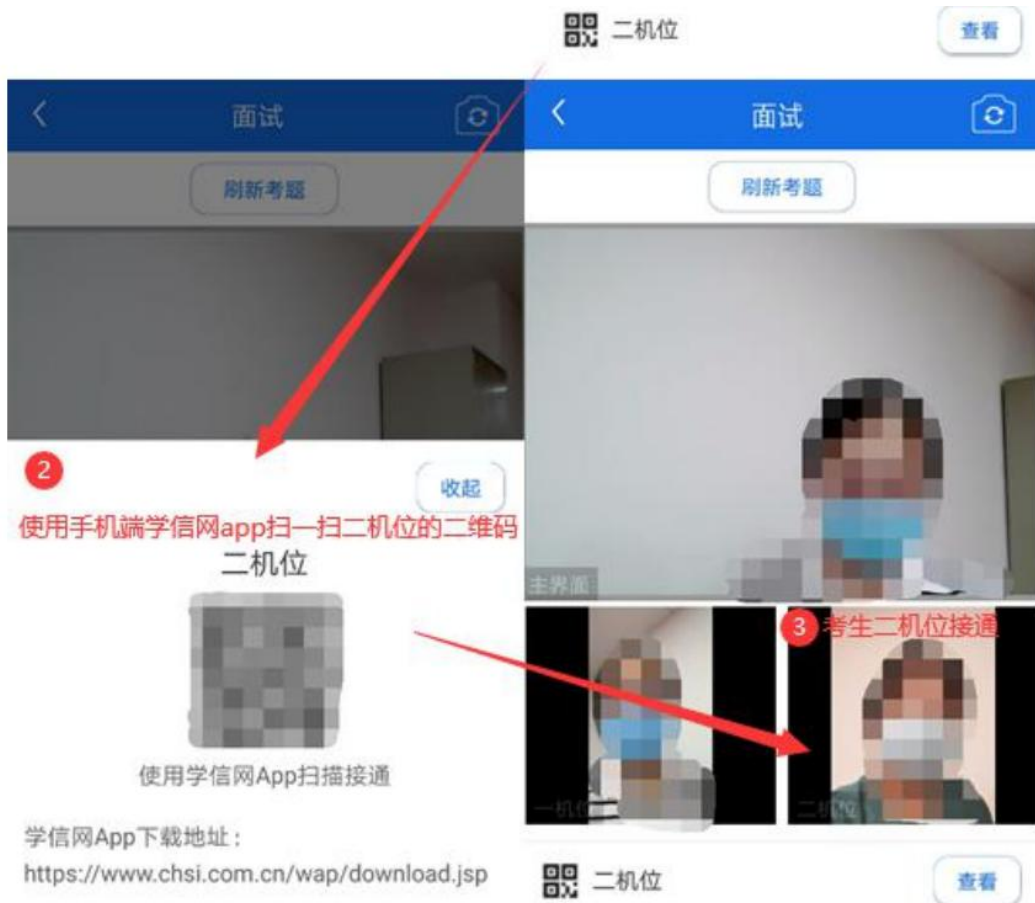 二机位
查看
面试
刷新考题
面试
刷新考题
2
收起
使用手机端学信网app扫一扫二机位的二维码
二机位
使用学信网App扫描接通
学信网App下载地址：
https://www.chsi.com.cn/wap/download.jsp
主界面
3 考生二机位接通
一机位
二机位
二机位
查看